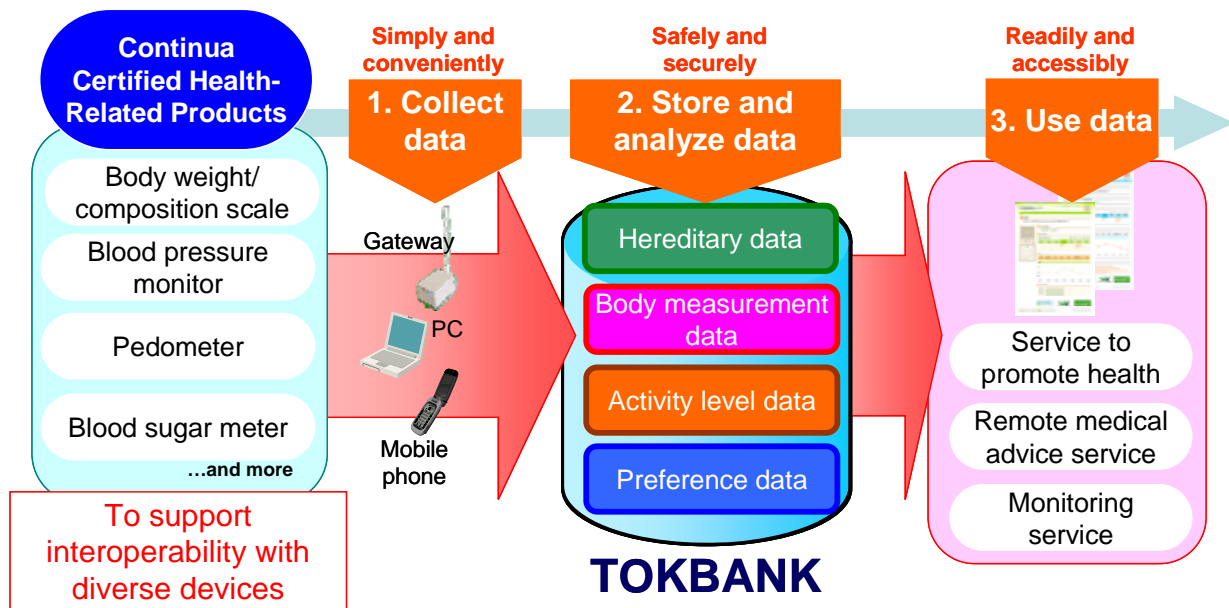 Continua
Certified Health-
Related Products
Body weight/
composition scale
Blood pressure
monitor
Pedometer
Blood sugar meter
...and more
To support
interoperability with
diverse devices
Simply and
conveniently
1. Collect
data
Gateway
PC
Mobile
phone
Safely and
securely
2. Store and
analyze data
Hereditary data
Body measurement
data
Activity level data
Preference data
TOKBANK
Readily and
accessibly
3. Use data
Service to
promote health
Remote medical
advice service
Monitoring
service